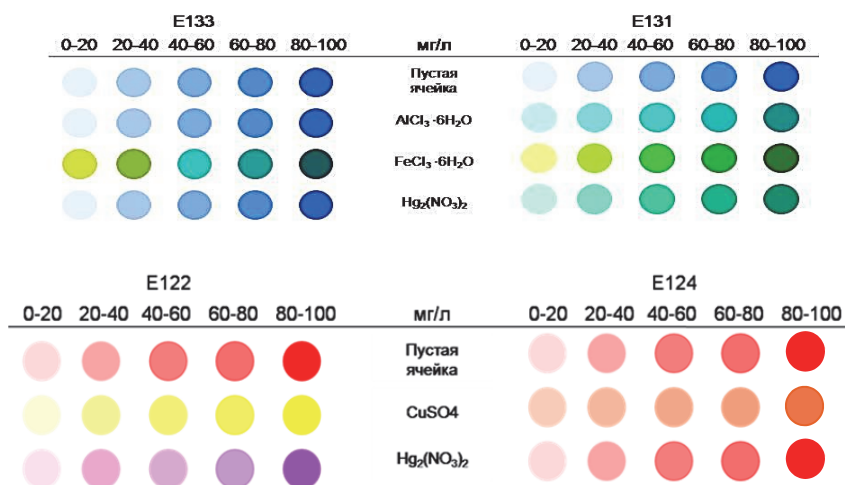 E133 E131
0-20 20-40 40-60 60-80 80-100 мг/л 0-20 20-40 40-60 60-80 80-100
Пустая
ячейка
AlCl₃ ·6H₂O
FeCl₃ ·6H₂O
Hg₂(NO₃)₂
E122 E124
0-20 20-40 40-60 60-80 80-100 мг/л 0-20 20-40 40-60 60-80 80-100
Пустая
ячейка
CuSO4
Hg₂(NO₃)₂